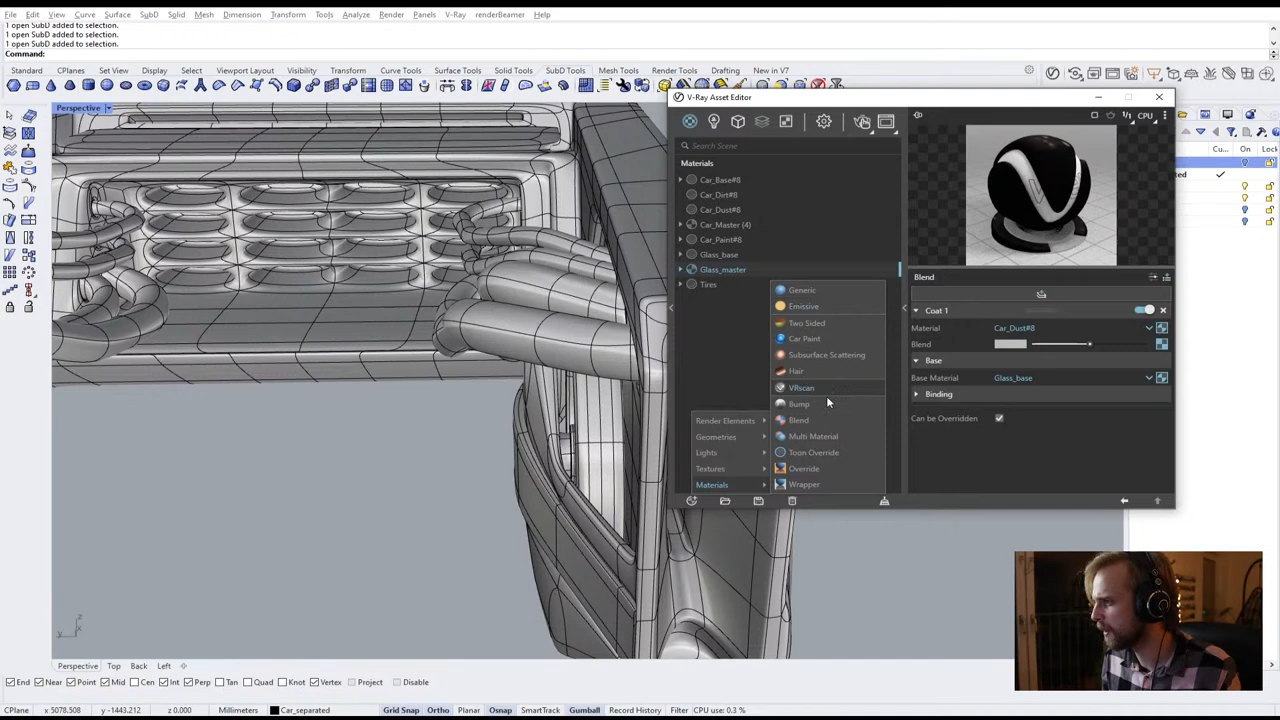 File Edit View Curve Surface SubD Solid Mesh Dimension Transform Tools Analyze Render Panels V-Ray renderBeamer Help
1 open SubD added to selection.
1 open SubD added to selection.
1 open SubD added to selection.
Command:
Standard CPlanes Set View Display Select Viewport Layout Visibility Transform Curve Tools Surface Tools Solid Tools SubD Tools Mesh Tools Render Tools Drafting New in V7
Perspective
V-Ray Asset Editor
CPU
Search Scene
Materials
Car_Base#8
Car_Dirt#8
Car_Dust#8
Car_Master (4)
Car_Paint#8
Glass_base
Glass_master
Tires
Generic
Emissive
Two Sided
Car Paint
Subsurface Scattering
Hair
VRscan
Bump
Blend
Multi Material
Toon Override
Override
Wrapper
Render Elements
Geometries
Lights
Textures
Materials
Blend
Coat 1
Material Car_Dust#8
Blend
Base
Base Material Glass_base
Binding
Can be Overridden
Cu... On Lock
ted
z
y x
Perspective Top Back Left
End Near Point Mid Cen Int Perp Tan Quad Knot Vertex Project Disable
CPlane x 5078.508 y -1443.212 z 0.000 Millimeters Car_separated Grid Snap Ortho Planar Osnap SmartTrack Gumball Record History Filter CPU use: 0.3 %